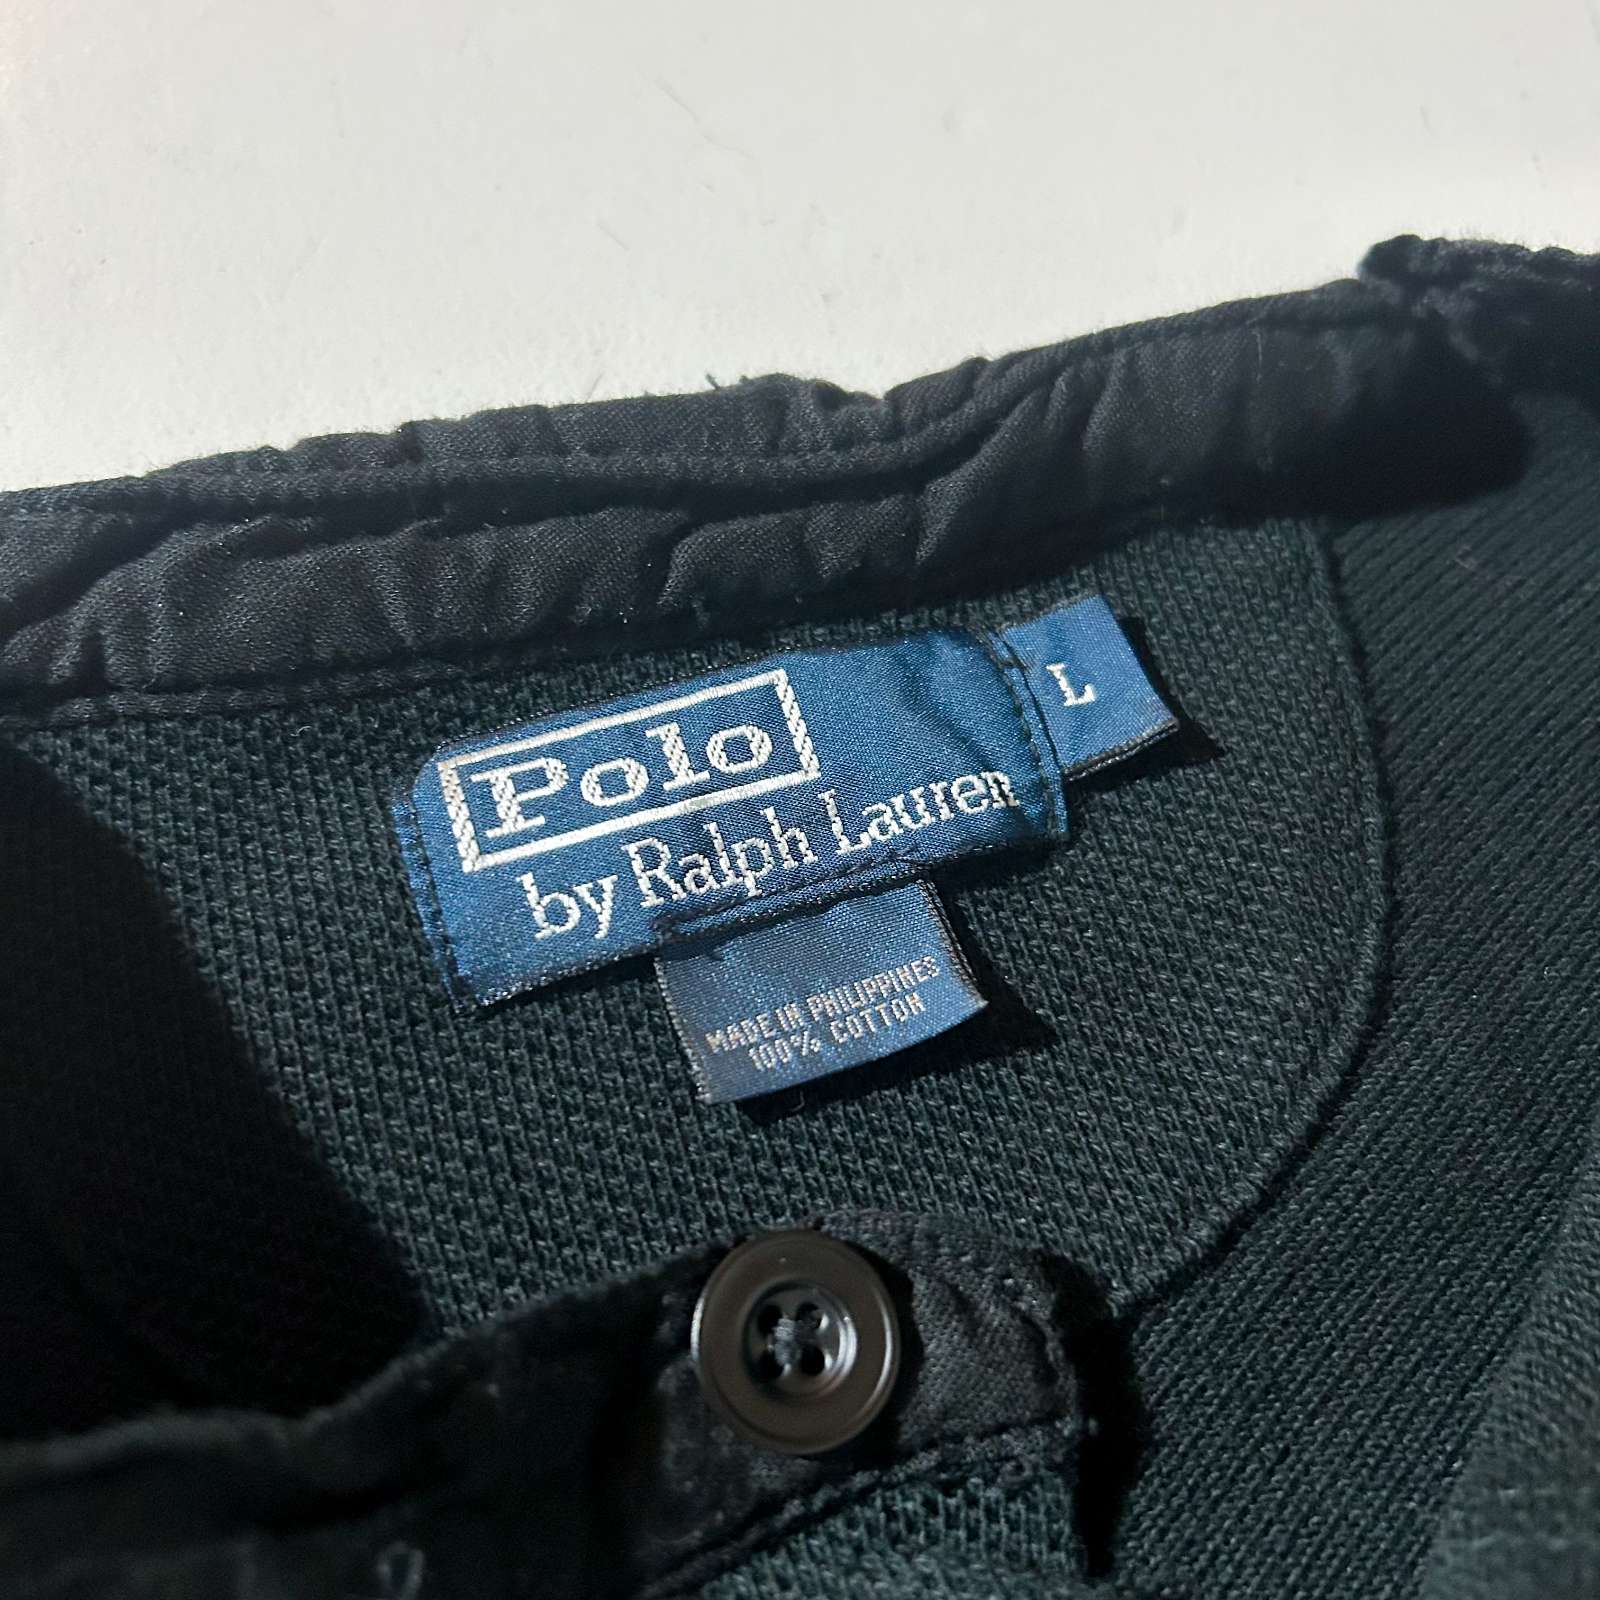 Polo
by Ralph Lauren
L
MADE IN PHILIPPINES
100% COTTON